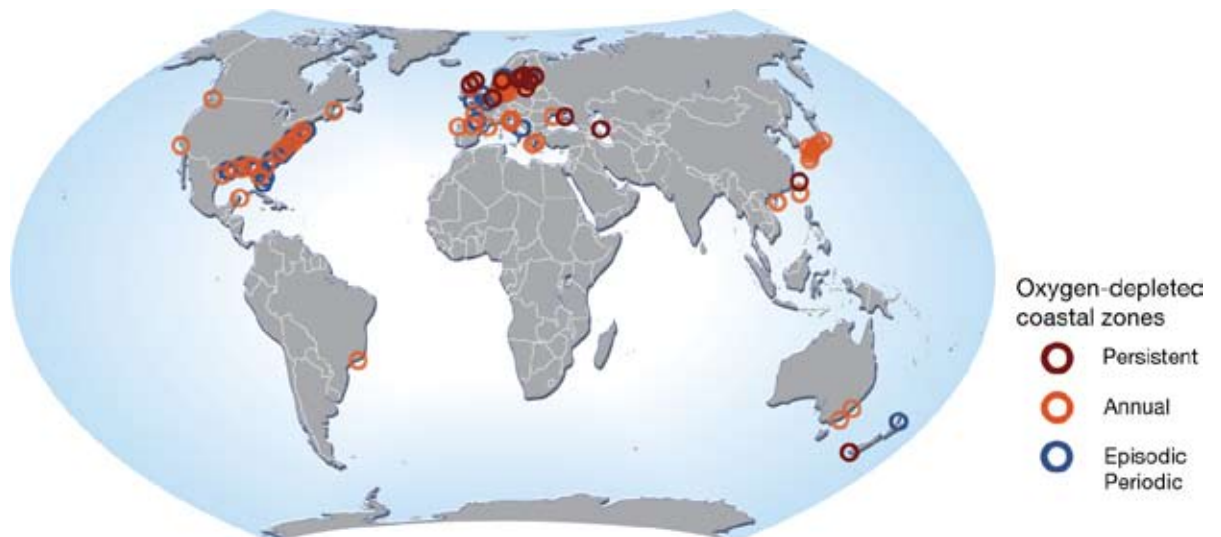 Oxygen-depleted
coastal zones
Persistent
Annual
Episodic
Periodic